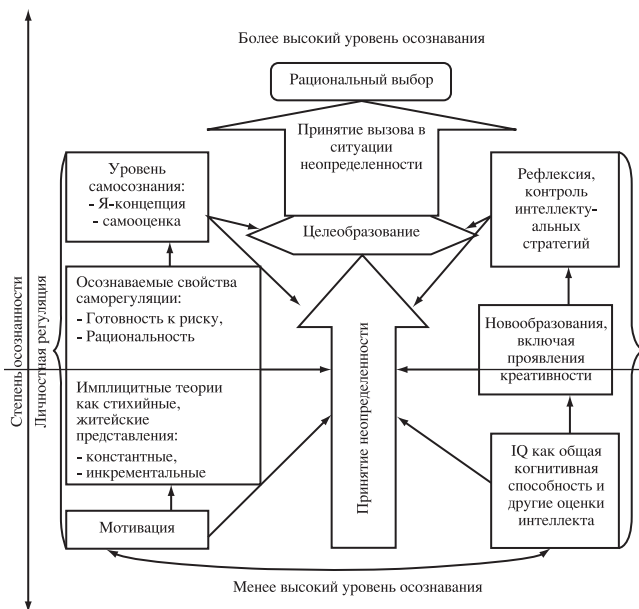 Более высокий уровень осознавания
Рациональный выбор
Принятие вызова в
ситуации
неопределенности
Уровень
самосознания:
- Я-концепция
- самооценка
Рефлексия,
контроль
интеллекту-
альных
стратегий
Целеобразование
Степень осознанности
Личностная регуляция
Осознаваемые свойства
саморегуляции:
- Готовность к риску,
- Рациональность
Имплицитные теории
как стихийные,
житейские
представления:
- константные,
- инкрементальные
Мотивация
Принятие неопределенности
Новообразования,
включая
проявления
креативности
IQ как общая
когнитивная
способность и
другие оценки
интеллекта
Менее высокий уровень осознавания